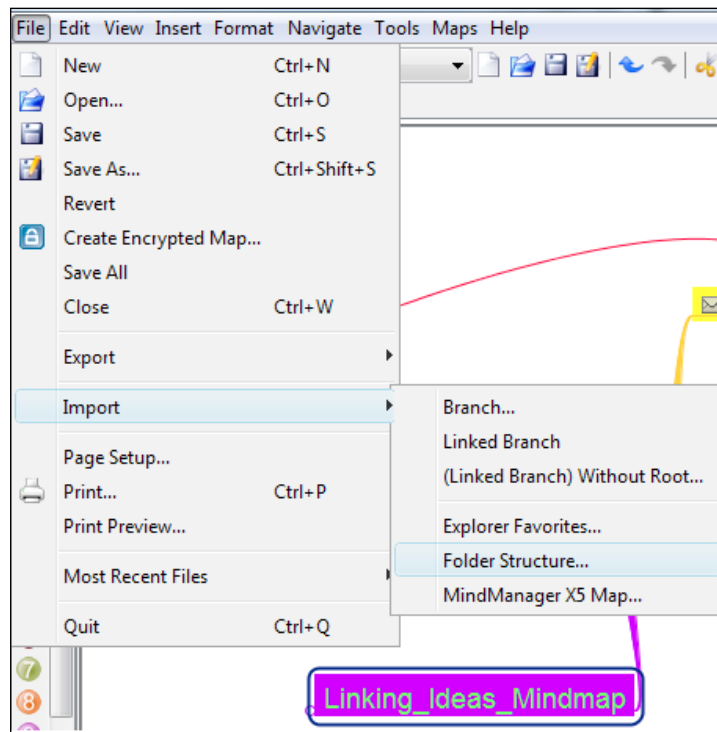 File Edit View Insert Format Navigate Tools Maps Help
New Ctrl+N
Open... Ctrl+O
Save Ctrl+S
Save As... Ctrl+Shift+S
Revert
Create Encrypted Map...
Save All
Close Ctrl+W
Export
Import
Branch...
Linked Branch
(Linked Branch) Without Root...
Explorer Favorites...
Folder Structure...
MindManager X5 Map...
Page Setup...
Print... Ctrl+P
Print Preview...
Most Recent Files
Quit Ctrl+Q
7
8
Linking_Ideas_Mindmap